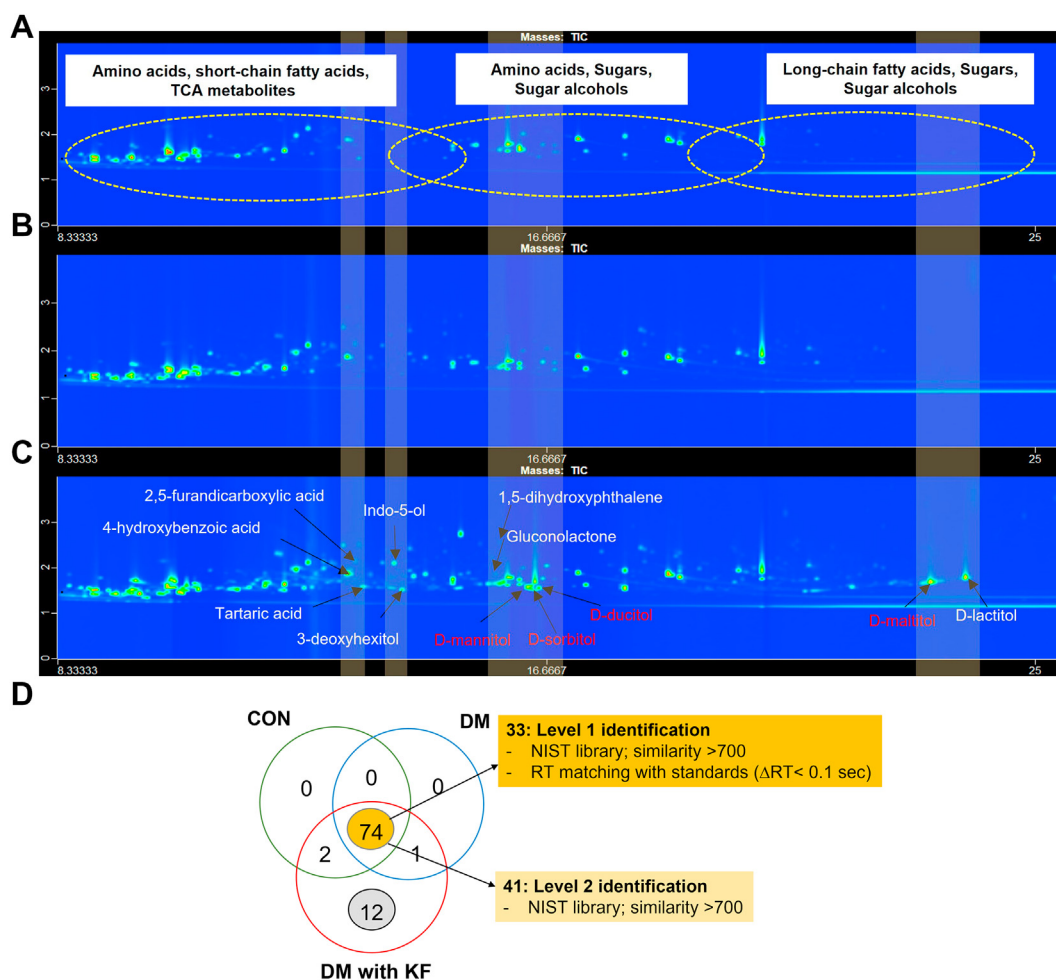 A
Masses: TIC
Amino acids, short-chain fatty acids,
TCA metabolites
Amino acids, Sugars,
Sugar alcohols
Long-chain fatty acids, Sugars,
Sugar alcohols
3
2
1
0
8.33333
16.6667
25
B
Masses: TIC
3
2
1
0
8.33333
16.6667
25
C
Masses: TIC
2,5-furandicarboxylic acid
4-hydroxybenzoic acid
Indo-5-ol
1,5-dihydroxyphthalene
Gluconolactone
Tartaric acid
3-deoxyhexitol
D-mannitol
D-sorbitol
D-ducitol
D-maltitol
D-lactitol
3
2
1
0
8.33333
16.6667
25
D
CON
DM
0
0
0
74
2
1
12
DM with KF
33: Level 1 identification
- NIST library; similarity >700
- RT matching with standards (ΔRT< 0.1 sec)
41: Level 2 identification
- NIST library; similarity >700